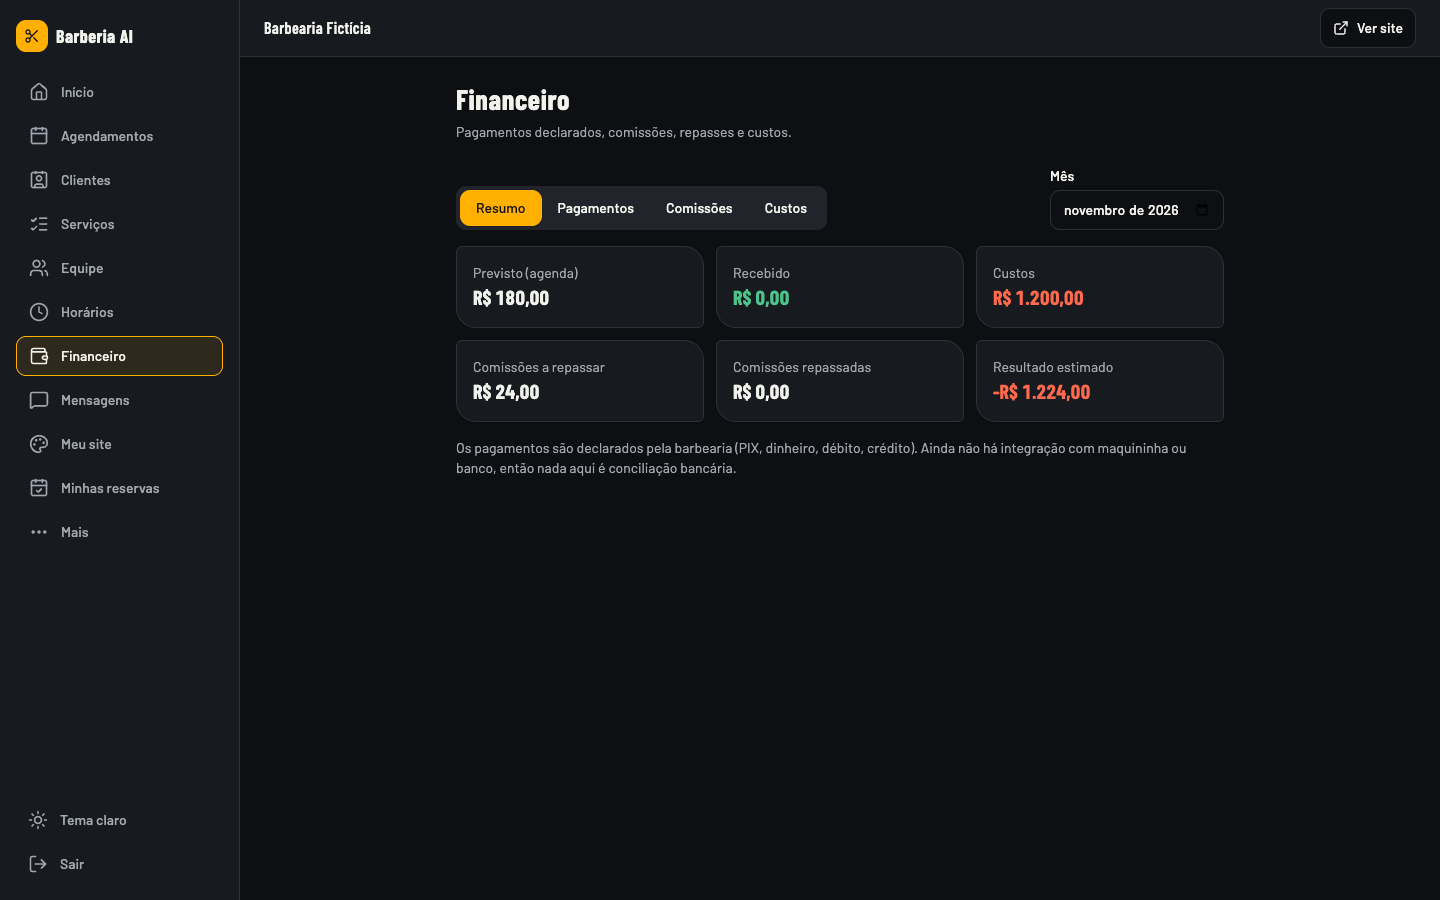 Barberia AI
Início
Agendamentos
Clientes
Serviços
Equipe
Horários
Financeiro
Mensagens
Meu site
Minhas reservas
Mais
Tema claro
Sair
Barbearia Fictícia
Ver site
Financeiro
Pagamentos declarados, comissões, repasses e custos.
Resumo
Pagamentos
Comissões
Custos
Mês
novembro de 2026
Previsto (agenda)
R$ 180,00
Recebido
R$ 0,00
Custos
R$ 1.200,00
Comissões a repassar
R$ 24,00
Comissões repassadas
R$ 0,00
Resultado estimado
-R$ 1.224,00
Os pagamentos são declarados pela barbearia (PIX, dinheiro, débito, crédito). Ainda não há integração com maquininha ou
banco, então nada aqui é conciliação bancária.